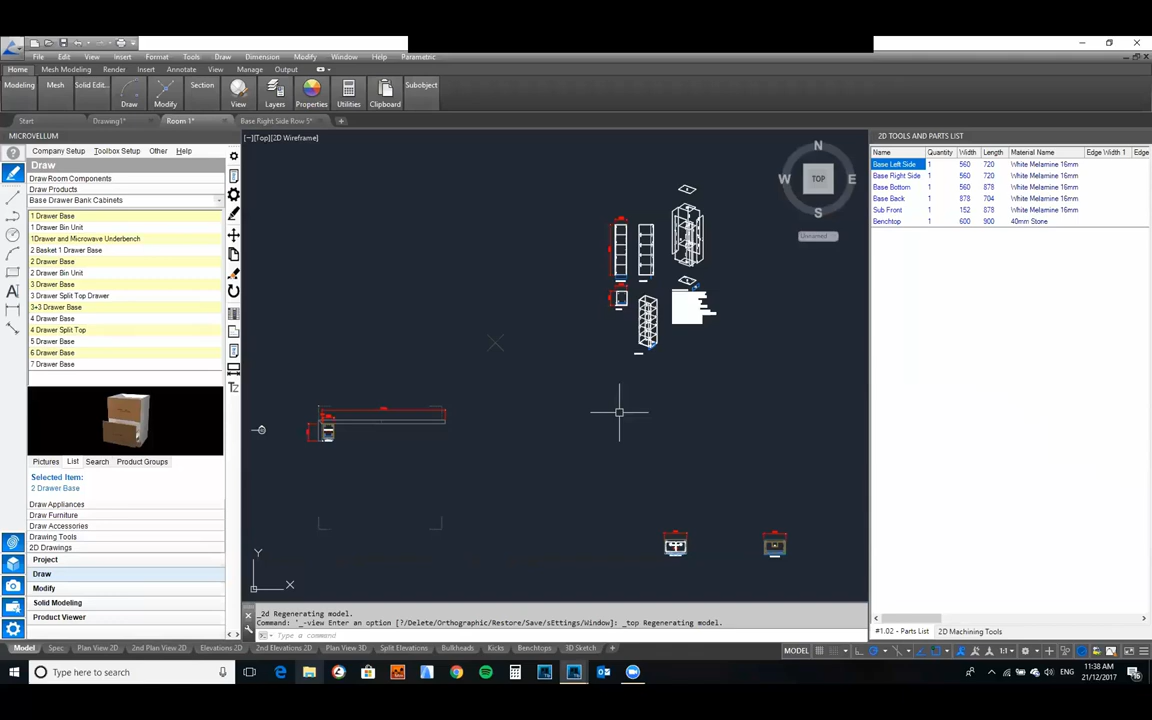 File Edit View Insert Format Tools Draw Dimension Modify Window Help Parametric
Home Mesh Modeling Render Insert Annotate View Manage Output
Modeling Mesh Solid Edit... Draw Modify Section View Layers Properties Utilities Clipboard Subobject
Start Drawing1* Room 1* Base Right Side Row 5*
MICROVELLUM
Company Setup Toolbox Setup Other Help
Draw
Draw Room Components
Draw Products
Base Drawer Bank Cabinets
1 Drawer Base
1 Drawer Bin Unit
1Drawer and Microwave Underbench
2 Basket 1 Drawer Base
2 Drawer Base
2 Drawer Bin Unit
3 Drawer Base
3 Drawer Split Top Drawer
3+3 Drawer Base
4 Drawer Base
4 Drawer Split Top
5 Drawer Base
6 Drawer Base
7 Drawer Base
Pictures List Search Product Groups
Selected Item:
2 Drawer Base
Draw Appliances
Draw Furniture
Draw Accessories
Drawing Tools
2D Drawings
Project
Draw
Modify
Solid Modeling
Product Viewer
[−][Top][2D Wireframe]
N
W TOP E
S
Unnamed
Y
X
_2d Regenerating model.
Command: '_-view Enter an option [?/Delete/Orthographic/Restore/Save/sEttings/Window]: _top Regenerating model.
Type a command
2D TOOLS AND PARTS LIST
Name Quantity Width Length Material Name Edge Width 1 Edge
Base Left Side 1 560 720 White Melamine 16mm
Base Right Side 1 560 720 White Melamine 16mm
Base Bottom 1 560 878 White Melamine 16mm
Base Back 1 878 704 White Melamine 16mm
Sub Front 1 152 878 White Melamine 16mm
Benchtop 1 600 900 40mm Stone
#1.02 - Parts List 2D Machining Tools
Model Spec Plan View 2D 2nd Plan View 2D Elevations 2D 2nd Elevations 2D Plan View 3D Split Elevations Bulkheads Kicks Benchtops 3D Sketch
MODEL 1:1
Type here to search
ENG
11:38 AM
21/12/2017